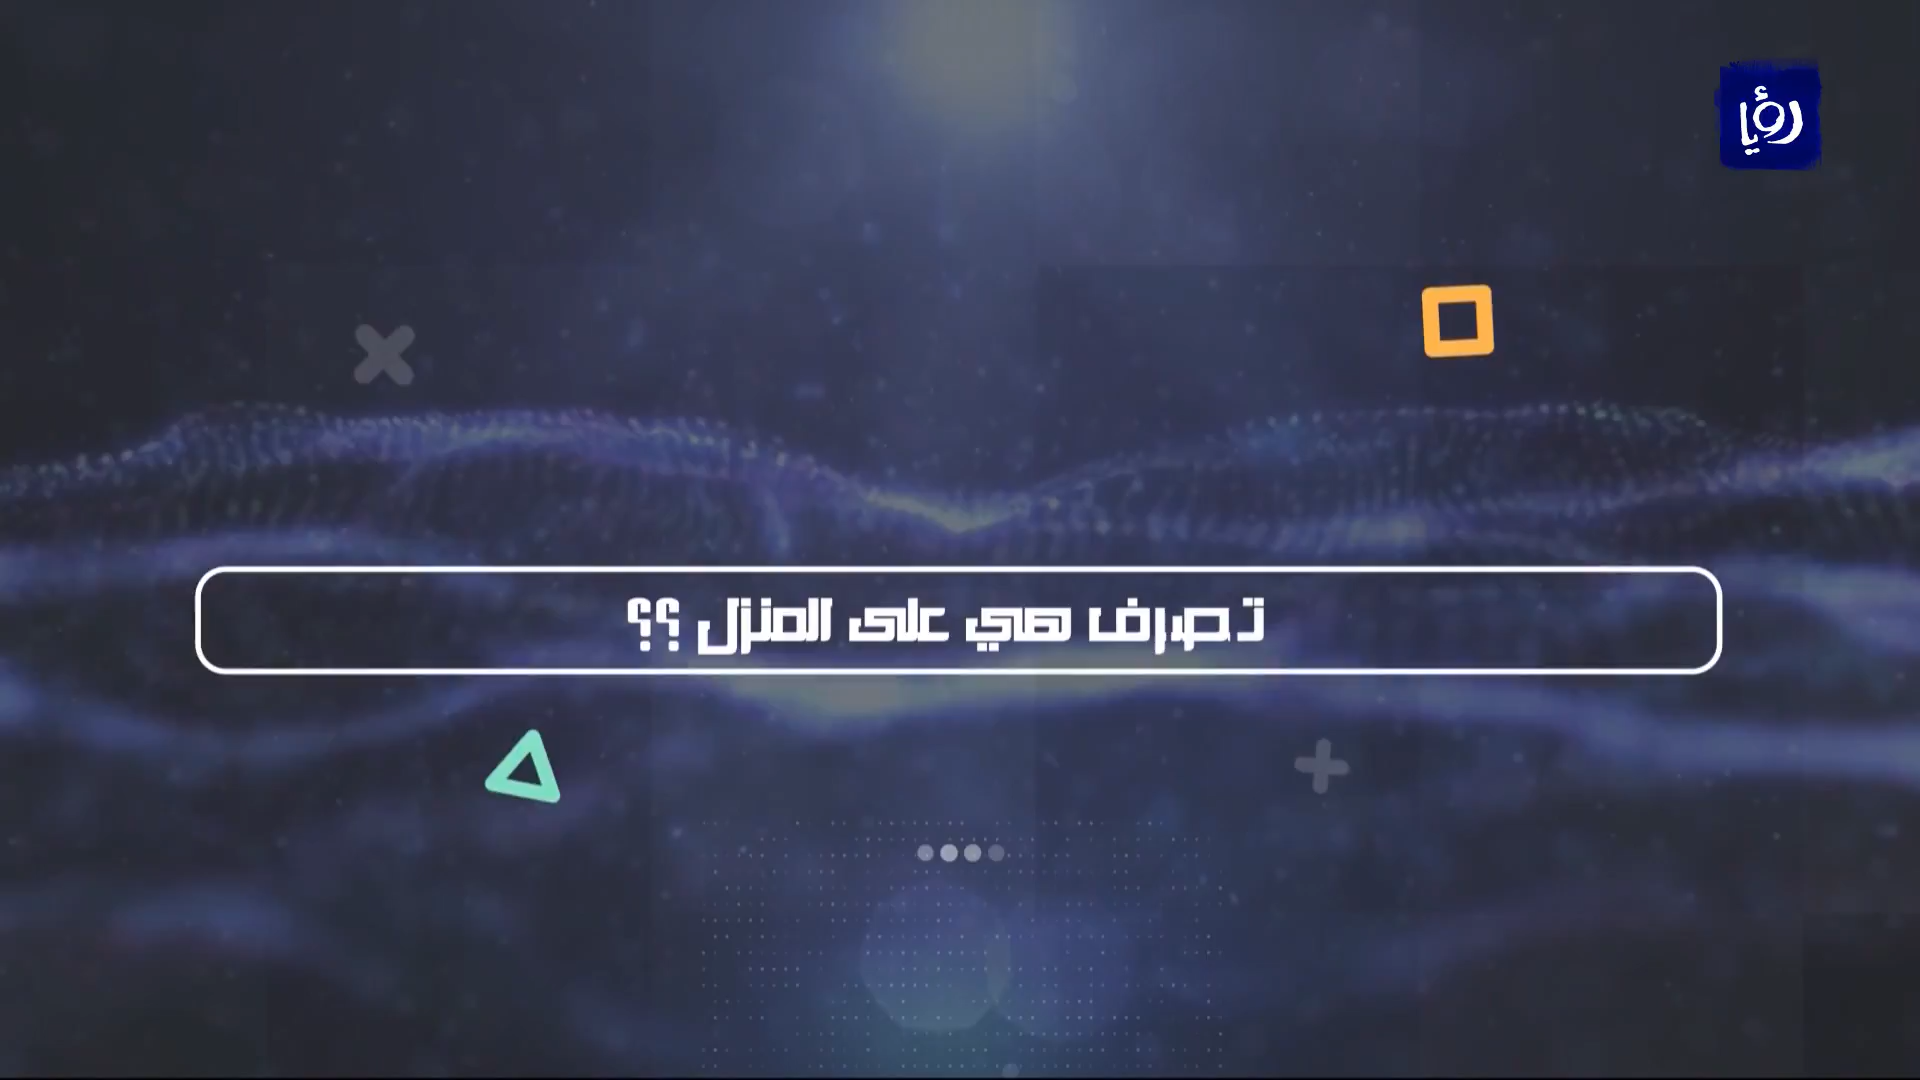 رؤيا
تصرف هي على المنزل ؟؟